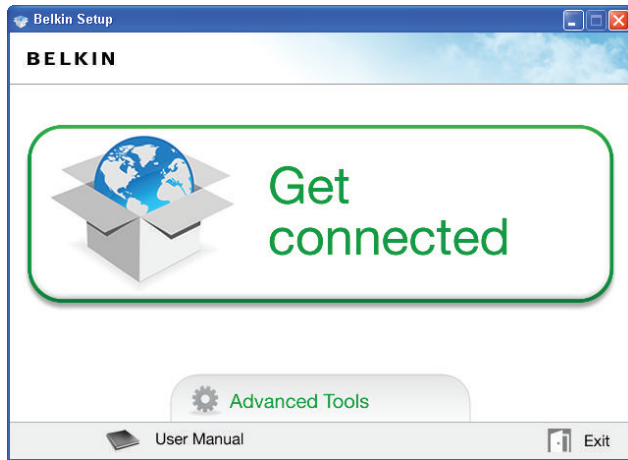 Belkin Setup
BELKIN
Get
connected
Advanced Tools
User Manual
Exit